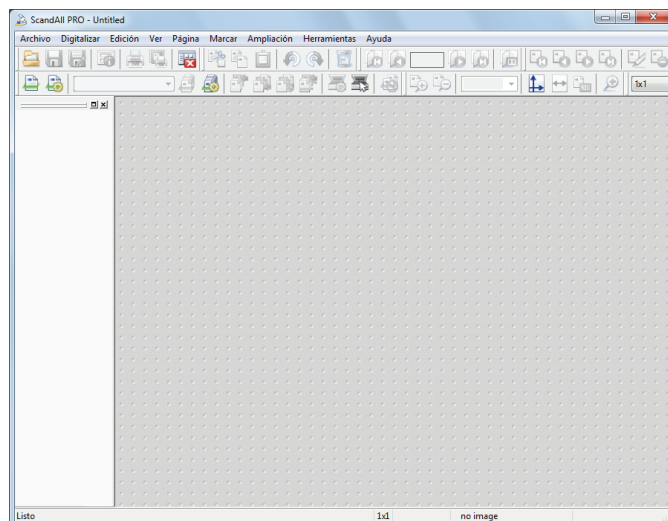 ScandAll PRO - Untitled
Archivo Digitalizar Edición Ver Página Marcar Ampliación Herramientas Ayuda
1x1
Listo 1x1 no image